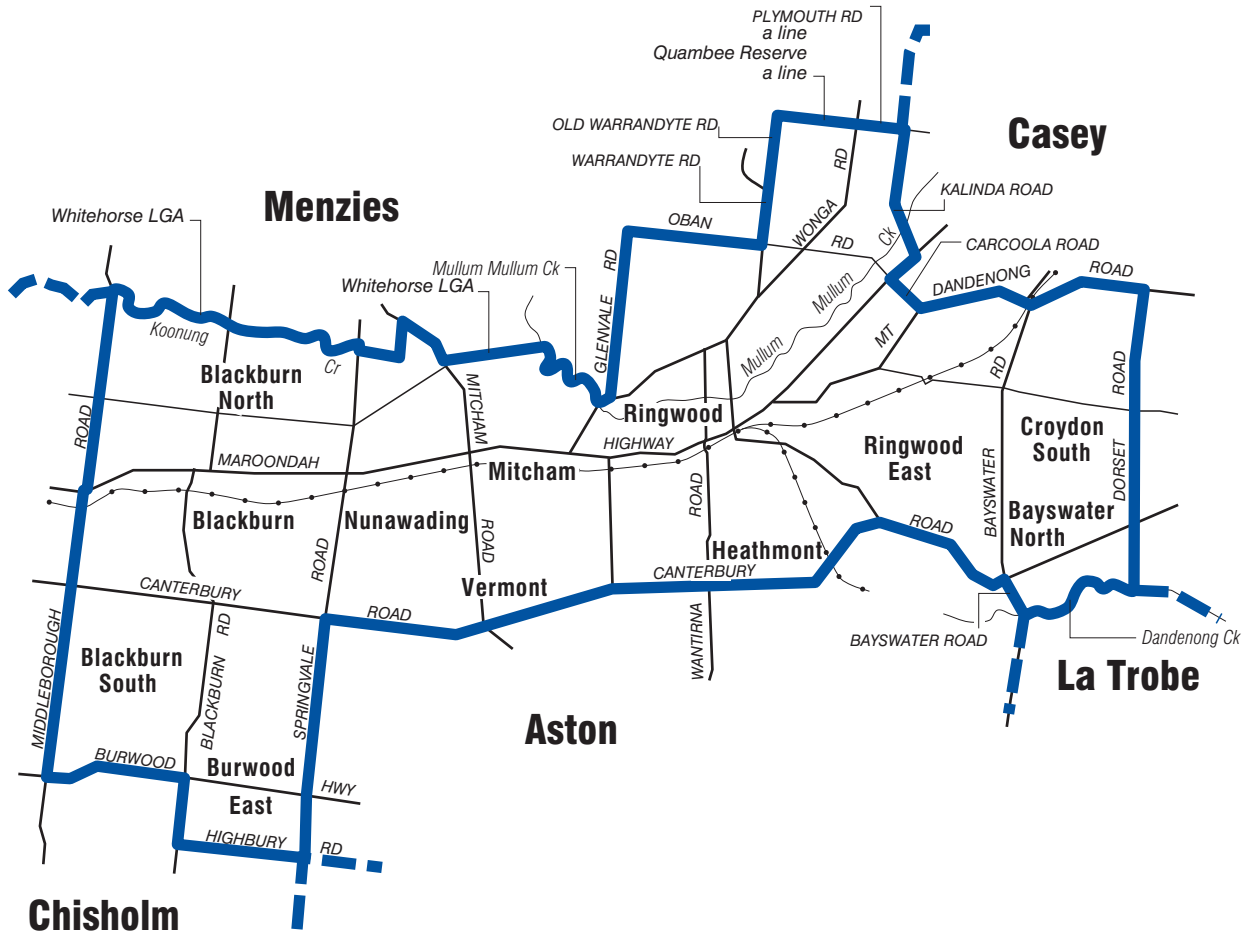 PLYMOUTH RD
a line
Quambee Reserve
a line
OLD WARRANDYTE RD
WARRANDYTE RD
Casey
KALINDA ROAD
Menzies
Whitehorse LGA
OBAN
RD
WONGA
RD
Ck
CARCOOLA ROAD
Mullum Mullum Ck
Whitehorse LGA
GLENVALE
RD
Mullum
Mullum
DANDENONG
ROAD
MT
RD
Koonung
Cr
Blackburn
North
MITCHAM
ROAD
Ringwood
ROAD
MAROONDAH
HIGHWAY
Mitcham
Ringwood
East
Croydon
South
ROAD
DORSET
BAYSWATER
Bayswater
North
Blackburn
Nunawading
ROAD
ROAD
ROAD
Heathmont
CANTERBURY
ROAD
Vermont
CANTERBURY
WANTIRNA
BAYSWATER ROAD
Dandenong Ck
La Trobe
MIDDLEBOROUGH
Blackburn
South
RD
BLACKBURN
SPRINGVALE
Aston
BURWOOD
Burwood
East
HWY
HIGHBURY
RD
Chisholm